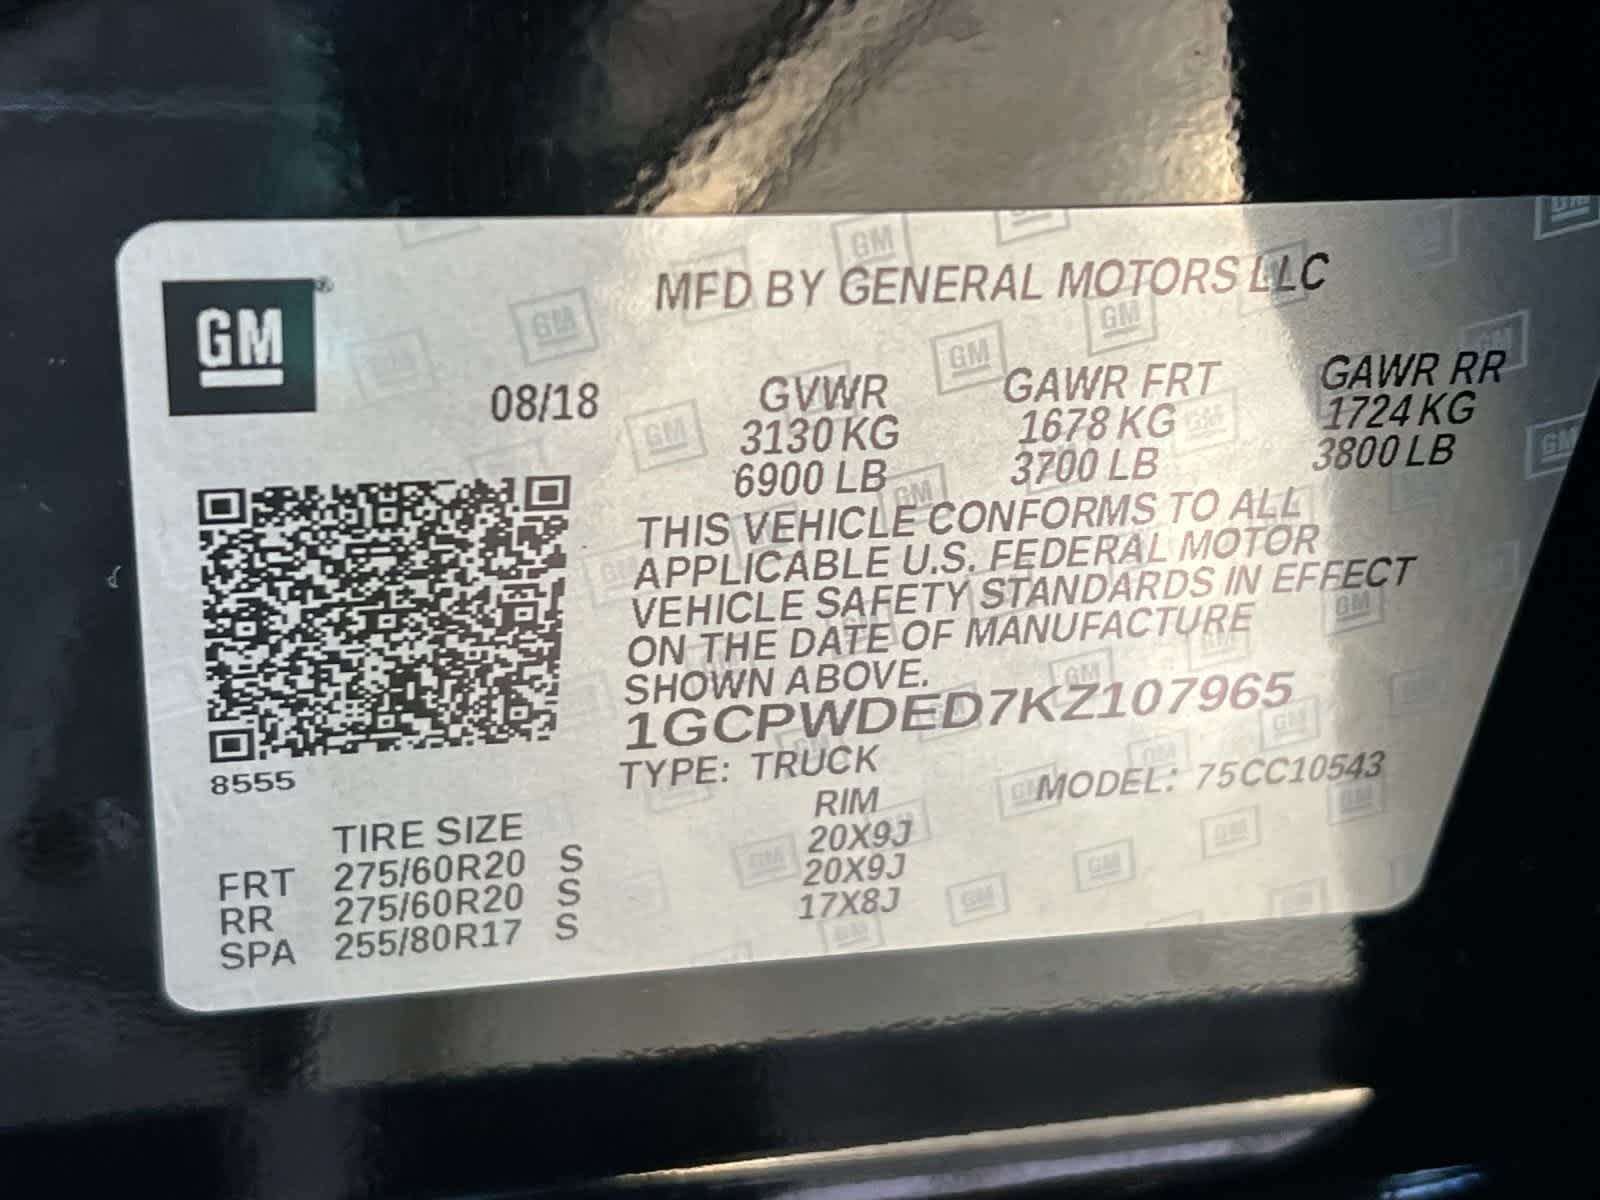 GM
MFD BY GENERAL MOTORS LLC
08/18
GVWR GAWR FRT GAWR RR
3130 KG 1678 KG 1724 KG
6900 LB 3700 LB 3800 LB
THIS VEHICLE CONFORMS TO ALL
APPLICABLE U.S. FEDERAL MOTOR
VEHICLE SAFETY STANDARDS IN EFFECT
ON THE DATE OF MANUFACTURE
SHOWN ABOVE.
1GCPWDED7KZ107965
8555
TYPE: TRUCK MODEL: 75CC10543
TIRE SIZE RIM
FRT 275/60R20 S 20X9J
RR 275/60R20 S 20X9J
SPA 255/80R17 S 17X8J